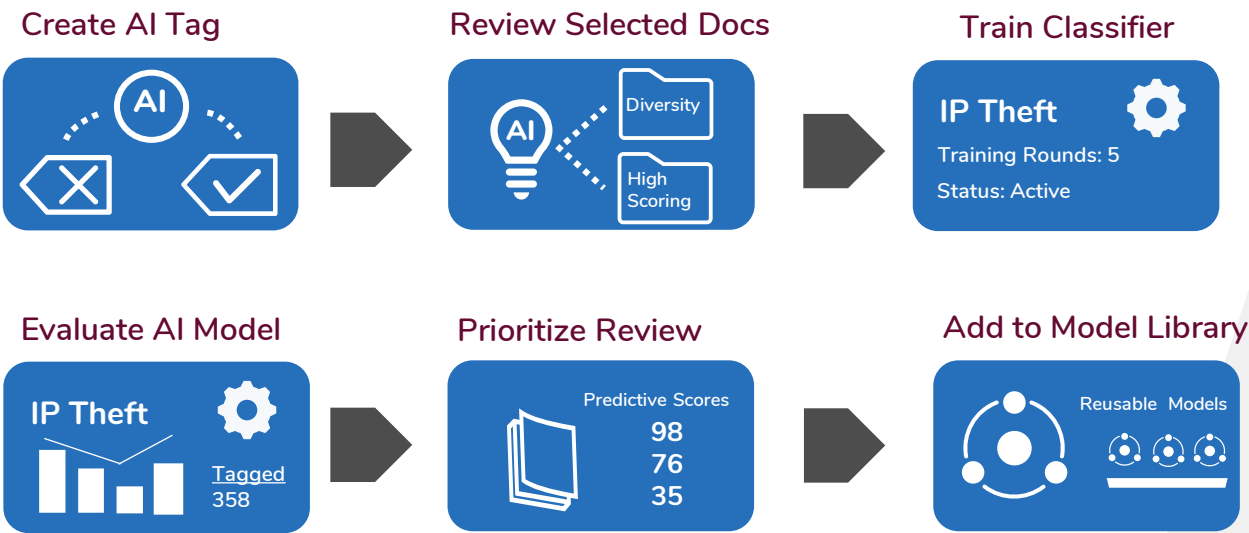 Create AI Tag
AI
Review Selected Docs
AI
Diversity
High
Scoring
Train Classifier
IP Theft
Training Rounds: 5
Status: Active
Evaluate AI Model
IP Theft
Tagged
358
Prioritize Review
Predictive Scores
98
76
35
Add to Model Library
Reusable Models